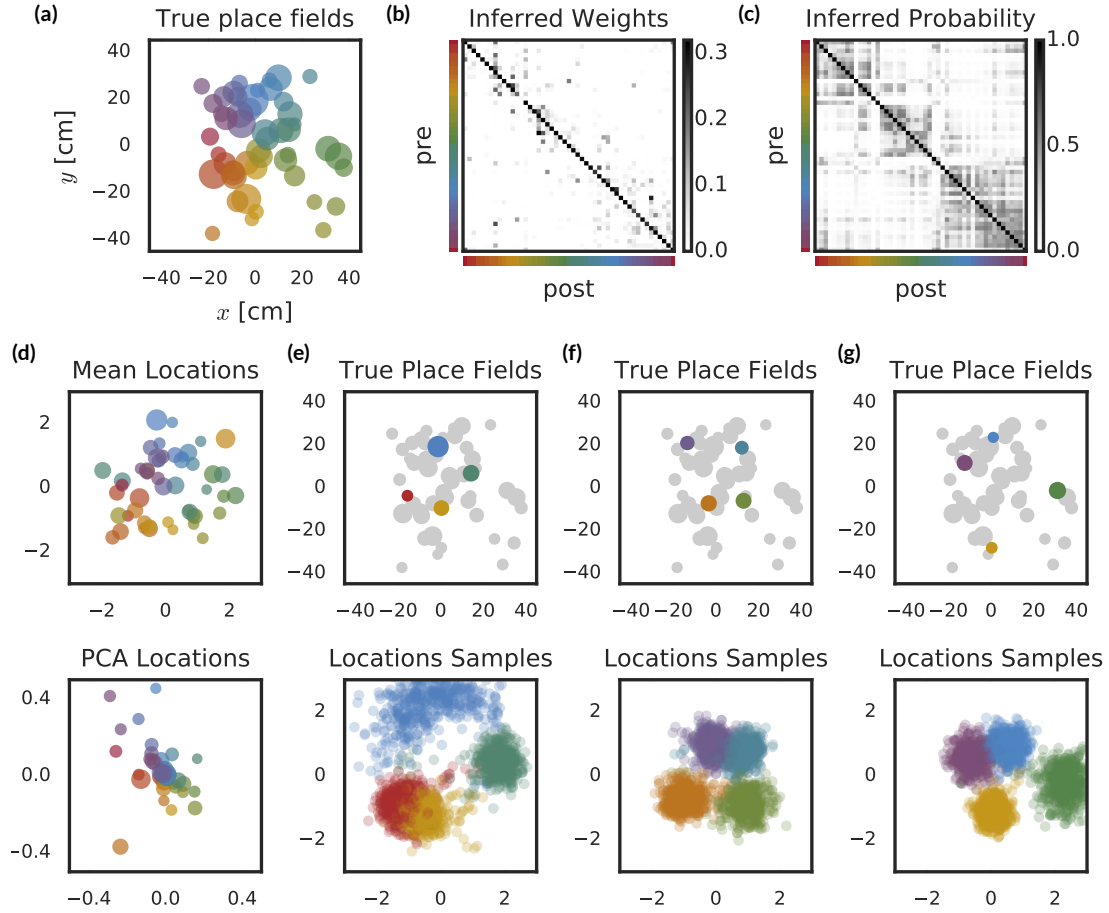 (a)
True place fields
40
20
0
−20
−40
y [cm]
−40 −20 0 20 40
x [cm]
(b)
Inferred Weights
pre
post
0.3
0.2
0.1
0.0
(c)
Inferred Probability
pre
post
1.0
0.5
0.0
(d)
Mean Locations
2
0
−2
−2 0 2
(e)
True Place Fields
40
20
0
−20
−40
−40 −20 0 20 40
(f)
True Place Fields
40
20
0
−20
−40
−40 −20 0 20 40
(g)
True Place Fields
40
20
0
−20
−40
−40 −20 0 20 40
PCA Locations
0.4
0.0
−0.4
−0.4 0.0 0.4
Locations Samples
2
0
−2
−2 0 2
Locations Samples
2
0
−2
−2 0 2
Locations Samples
2
0
−2
−2 0 2